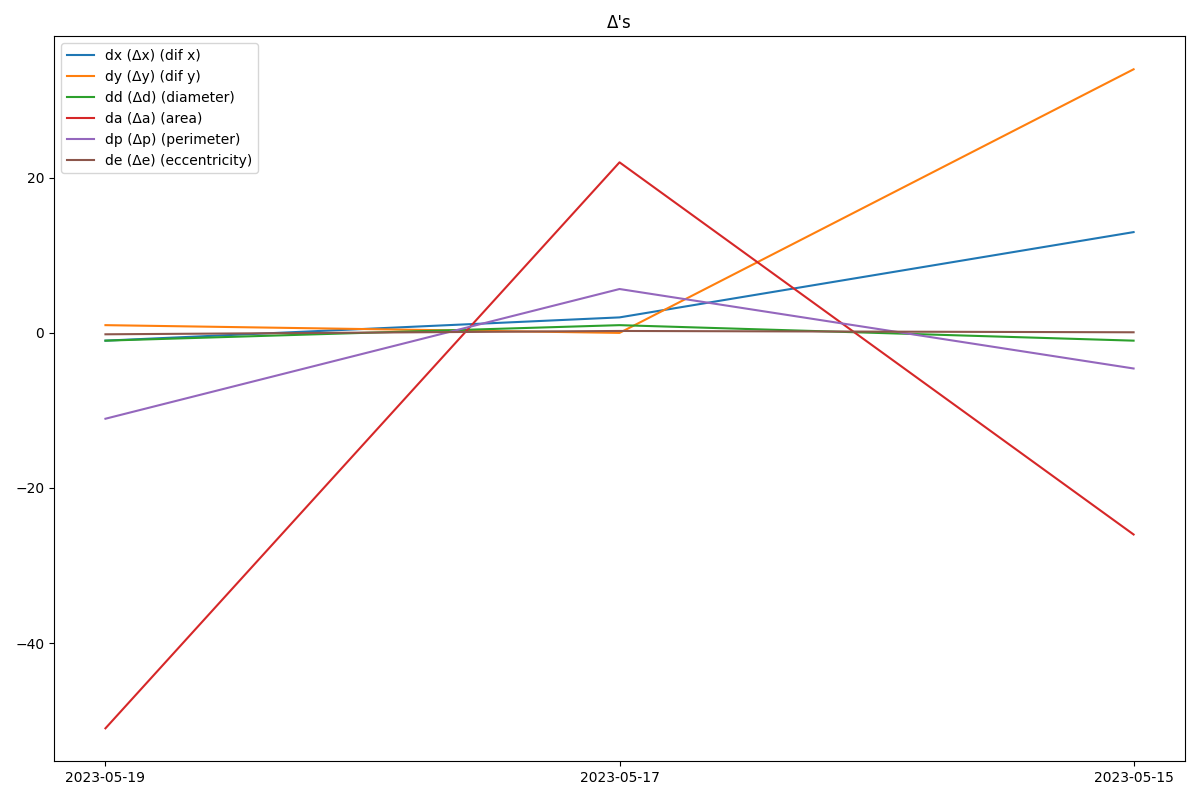 Δ's
dx (Δx) (dif x)
dy (Δy) (dif y)
dd (Δd) (diameter)
da (Δa) (area)
dp (Δp) (perimeter)
de (Δe) (eccentricity)
20
0
−20
−40
2023-05-19
2023-05-17
2023-05-15